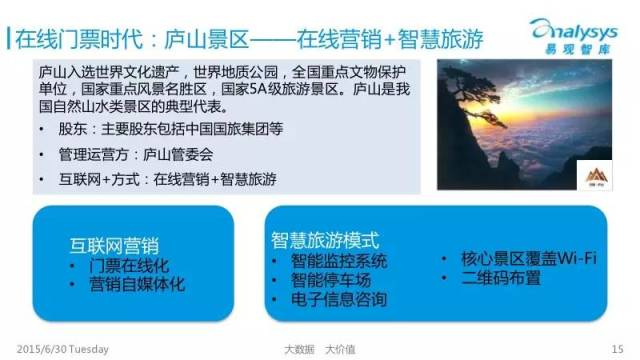 在线门票时代：庐山景区——在线营销+智慧旅游
analysys
易观智库
庐山入选世界文化遗产，世界地质公园，全国重点文物保护
单位，国家重点风景名胜区，国家5A级旅游景区。庐山是我
国自然山水类景区的典型代表。
• 股东：主要股东包括中国国旅集团等
• 管理运营方：庐山管委会
• 互联网+方式：在线营销+智慧旅游
互联网营销
• 门票在线化
• 营销自媒体化
智慧旅游模式
• 智能监控系统
• 智能停车场
• 电子信息咨询
• 核心景区覆盖Wi-Fi
• 二维码布置
2015/6/30 Tuesday
大数据 大价值
15